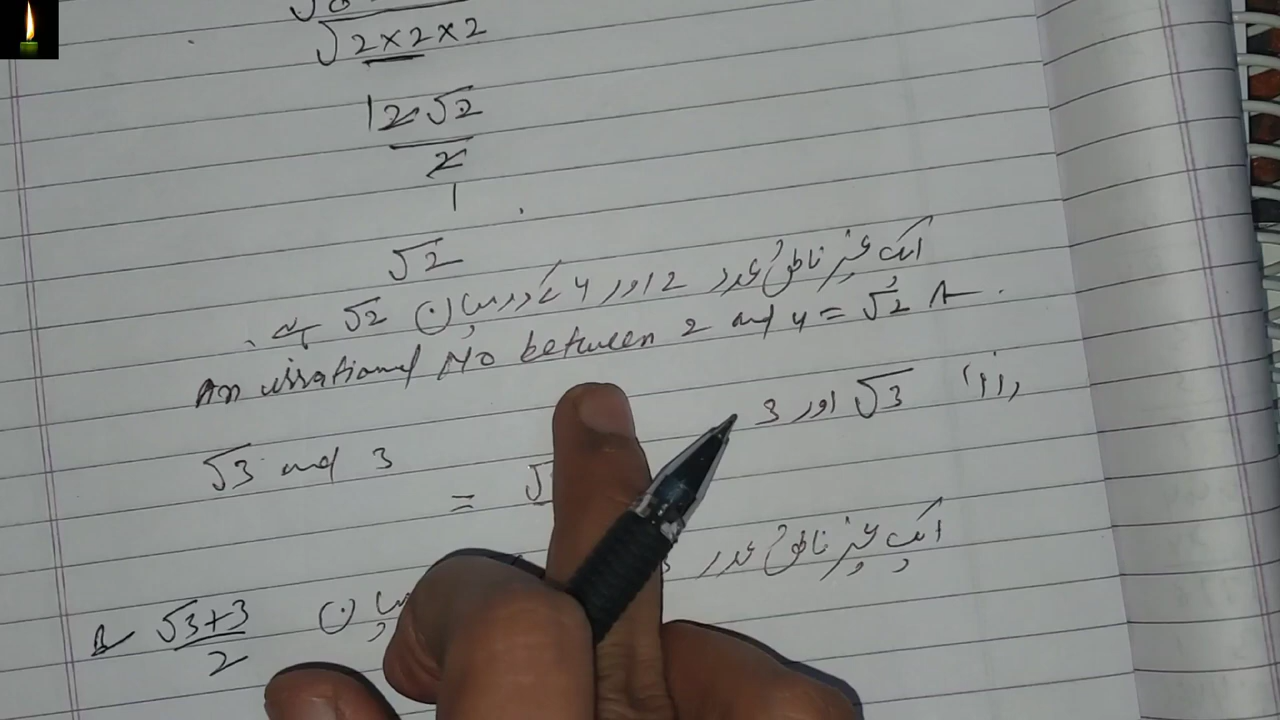 √2×2×2
12√2
2
1
√2
ایک غیر ناطق عدد 2 اور 4 کے درمیان √2 ہے.
An irrational No between 2 and 4 = √2
√3 اور 3
√3 and 3
= √
ایک غیر ناطق عدد
√3+3
2